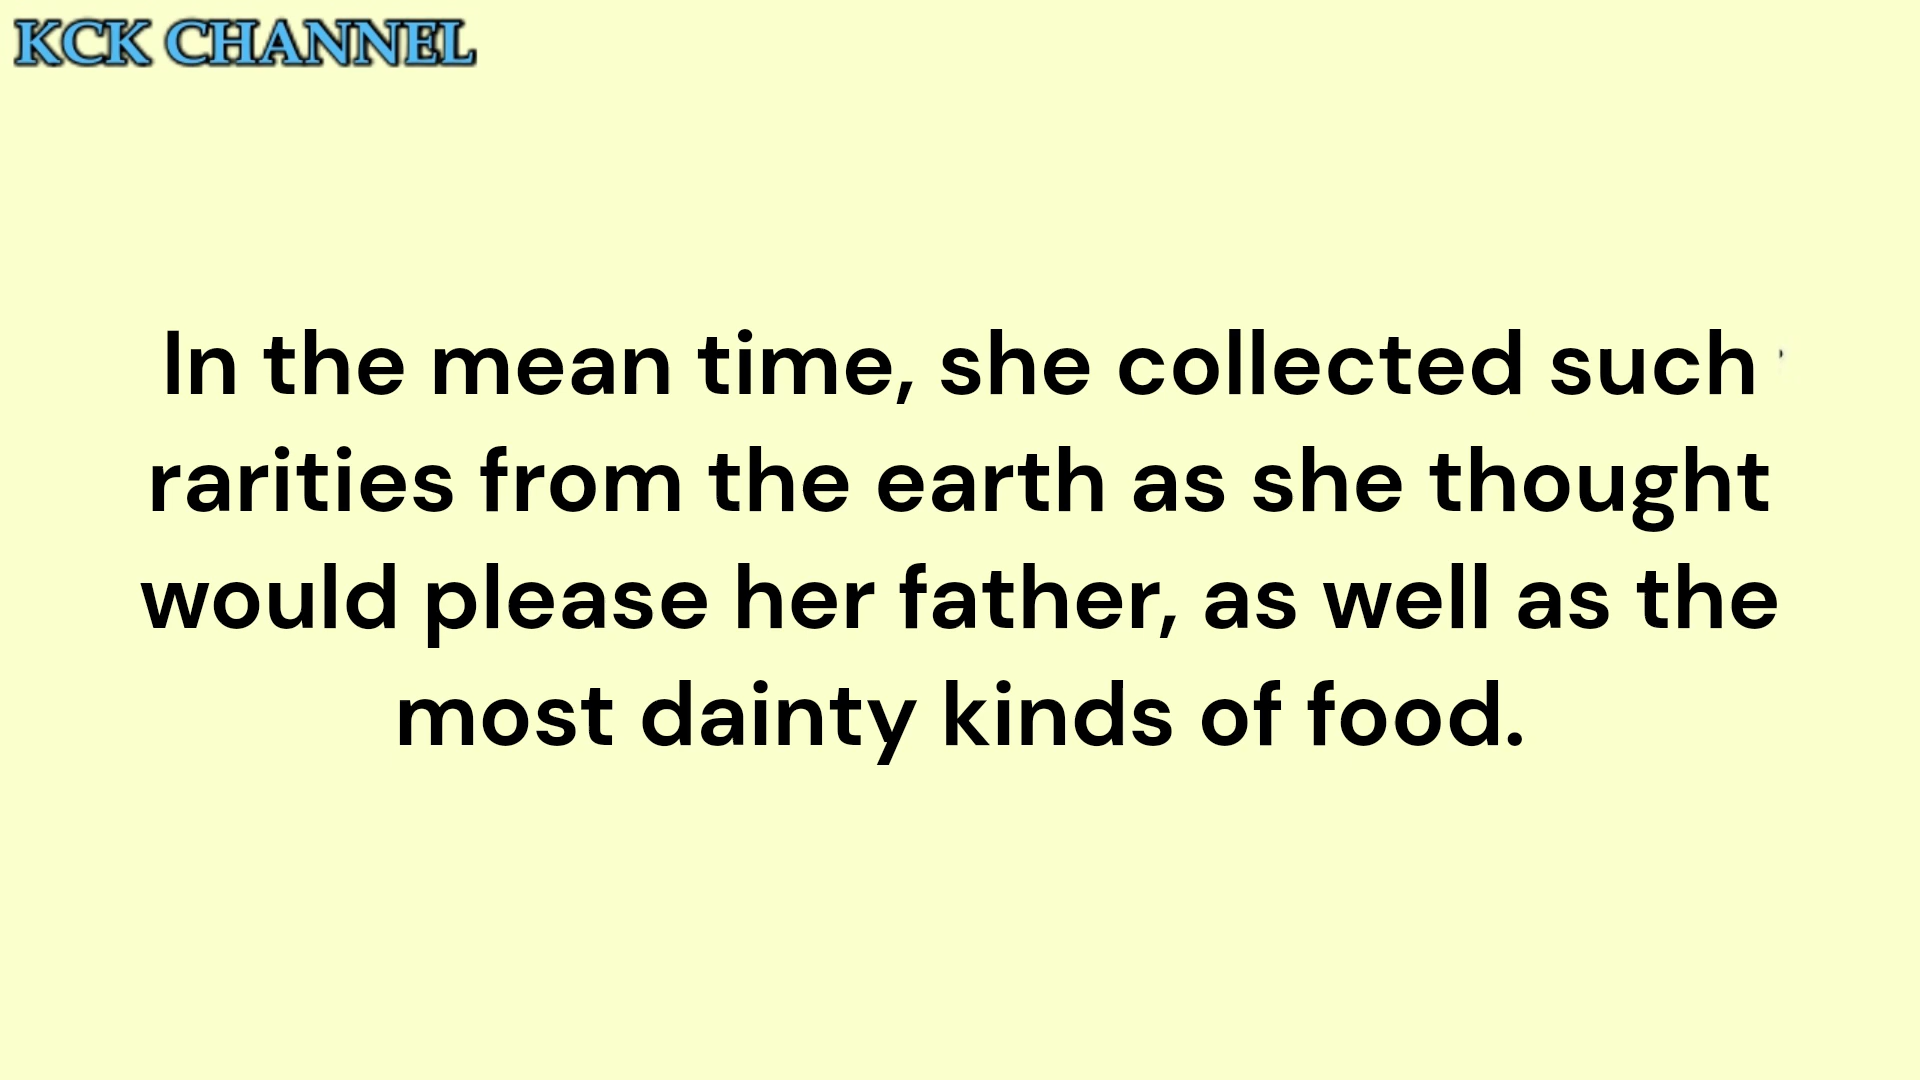 KCK CHANNEL
In the mean time, she collected such
rarities from the earth as she thought
would please her father, as well as the
most dainty kinds of food.